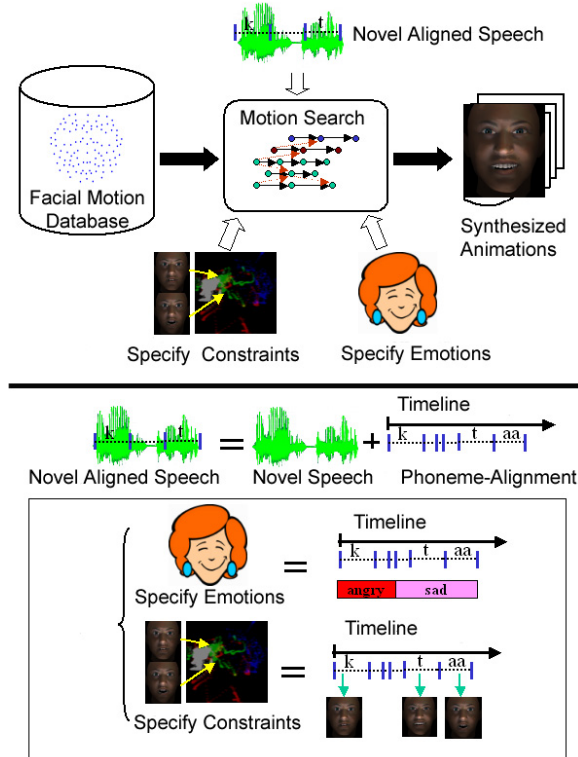 k t
Novel Aligned Speech
Motion Search
Facial Motion
Database
Synthesized
Animations
Specify Constraints
Specify Emotions
Timeline
k t = + k t aa
Novel Aligned Speech Novel Speech Phoneme-Alignment
Timeline
= k t aa
Specify Emotions
angry sad
Timeline
= k t aa
Specify Constraints